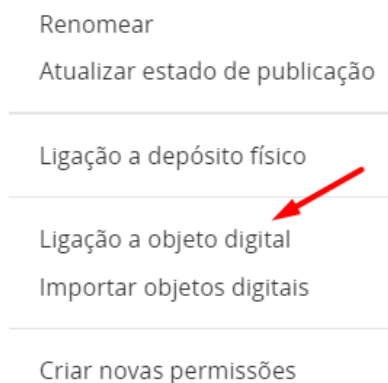 Renomear
Atualizar estado de publicação
Ligação a depósito físico
Ligação a objeto digital
Importar objetos digitais
Criar novas permissões